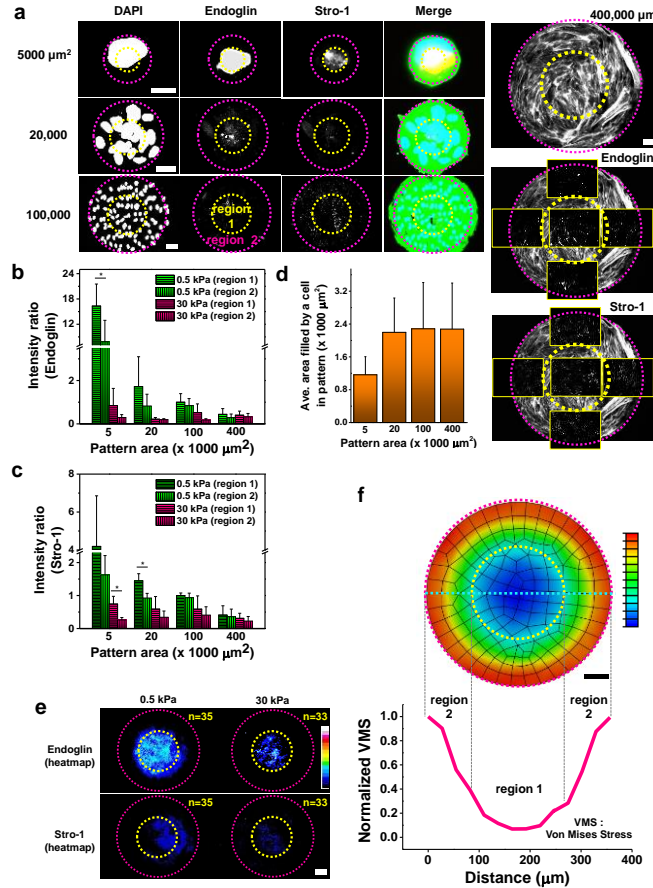 a
DAPI Endoglin Stro-1 Merge
400,000 μm²
5000 μm²
20,000
100,000
region
1
region 2
Endoglin
Stro-1
b
Intensity ratio
(Endoglin)
24
18
12
6
2
0
*
0.5 kPa (region 1)
0.5 kPa (region 2)
30 kPa (region 1)
30 kPa (region 2)
5 20 100 400
Pattern area (x 1000 μm²)
d
Ave. area filled by a cell
in pattern (x 1000 μm²)
3.2
2.4
1.6
0.8
0.0
5 20 100 400
Pattern area (x 1000 μm²)
c
Intensity ratio
(Stro-1)
8
6
4
2
1
0
*
*
0.5 kPa (region 1)
0.5 kPa (region 2)
30 kPa (region 1)
30 kPa (region 2)
5 20 100 400
Pattern area (x 1000 μm²)
e
0.5 kPa 30 kPa
Endoglin
(heatmap)
n=35 n=33
Stro-1
(heatmap)
n=35 n=33
f
region
2
region
2
region 1
Normalized VMS
1.0
0.8
0.6
0.4
0.2
0.0
VMS :
Von Mises Stress
0 100 200 300
Distance (μm)